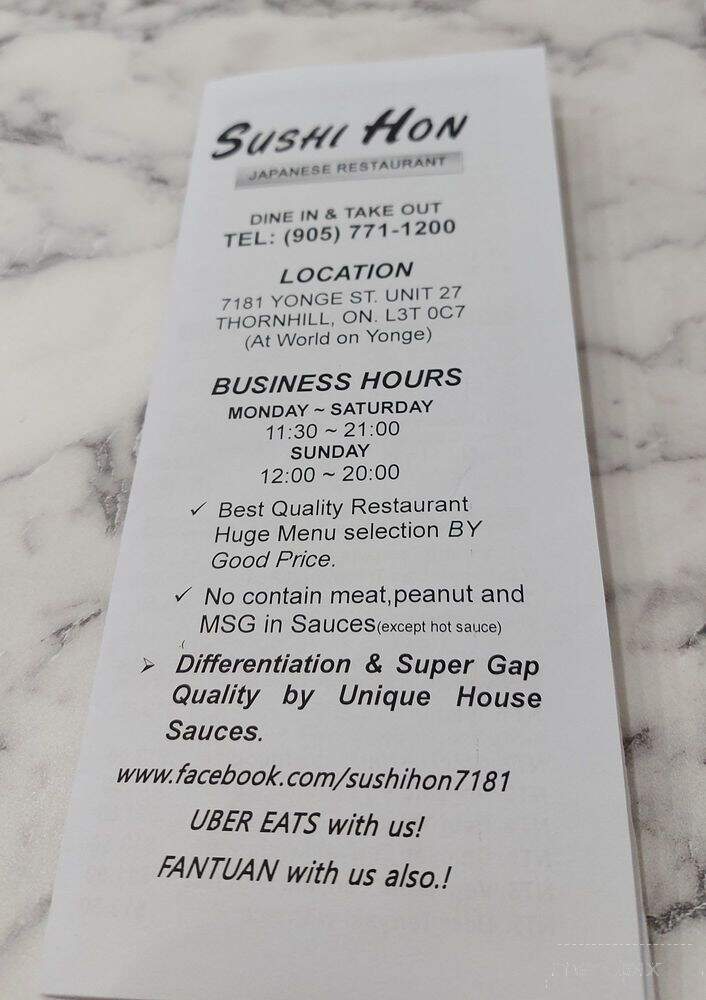 SUSHI HON
JAPANESE RESTAURANT
DINE IN & TAKE OUT
TEL: (905) 771-1200
LOCATION
7181 YONGE ST. UNIT 27
THORNHILL, ON. L3T 0C7
(At World on Yonge)
BUSINESS HOURS
MONDAY ~ SATURDAY
11:30 ~ 21:00
SUNDAY
12:00 ~ 20:00
✓ Best Quality Restaurant
Huge Menu selection BY
Good Price.
✓ No contain meat,peanut and
MSG in Sauces(except hot sauce)
➢ Differentiation & Super Gap
Quality by Unique House
Sauces.
www.facebook.com/sushihon7181
UBER EATS with us!
FANTUAN with us also.!